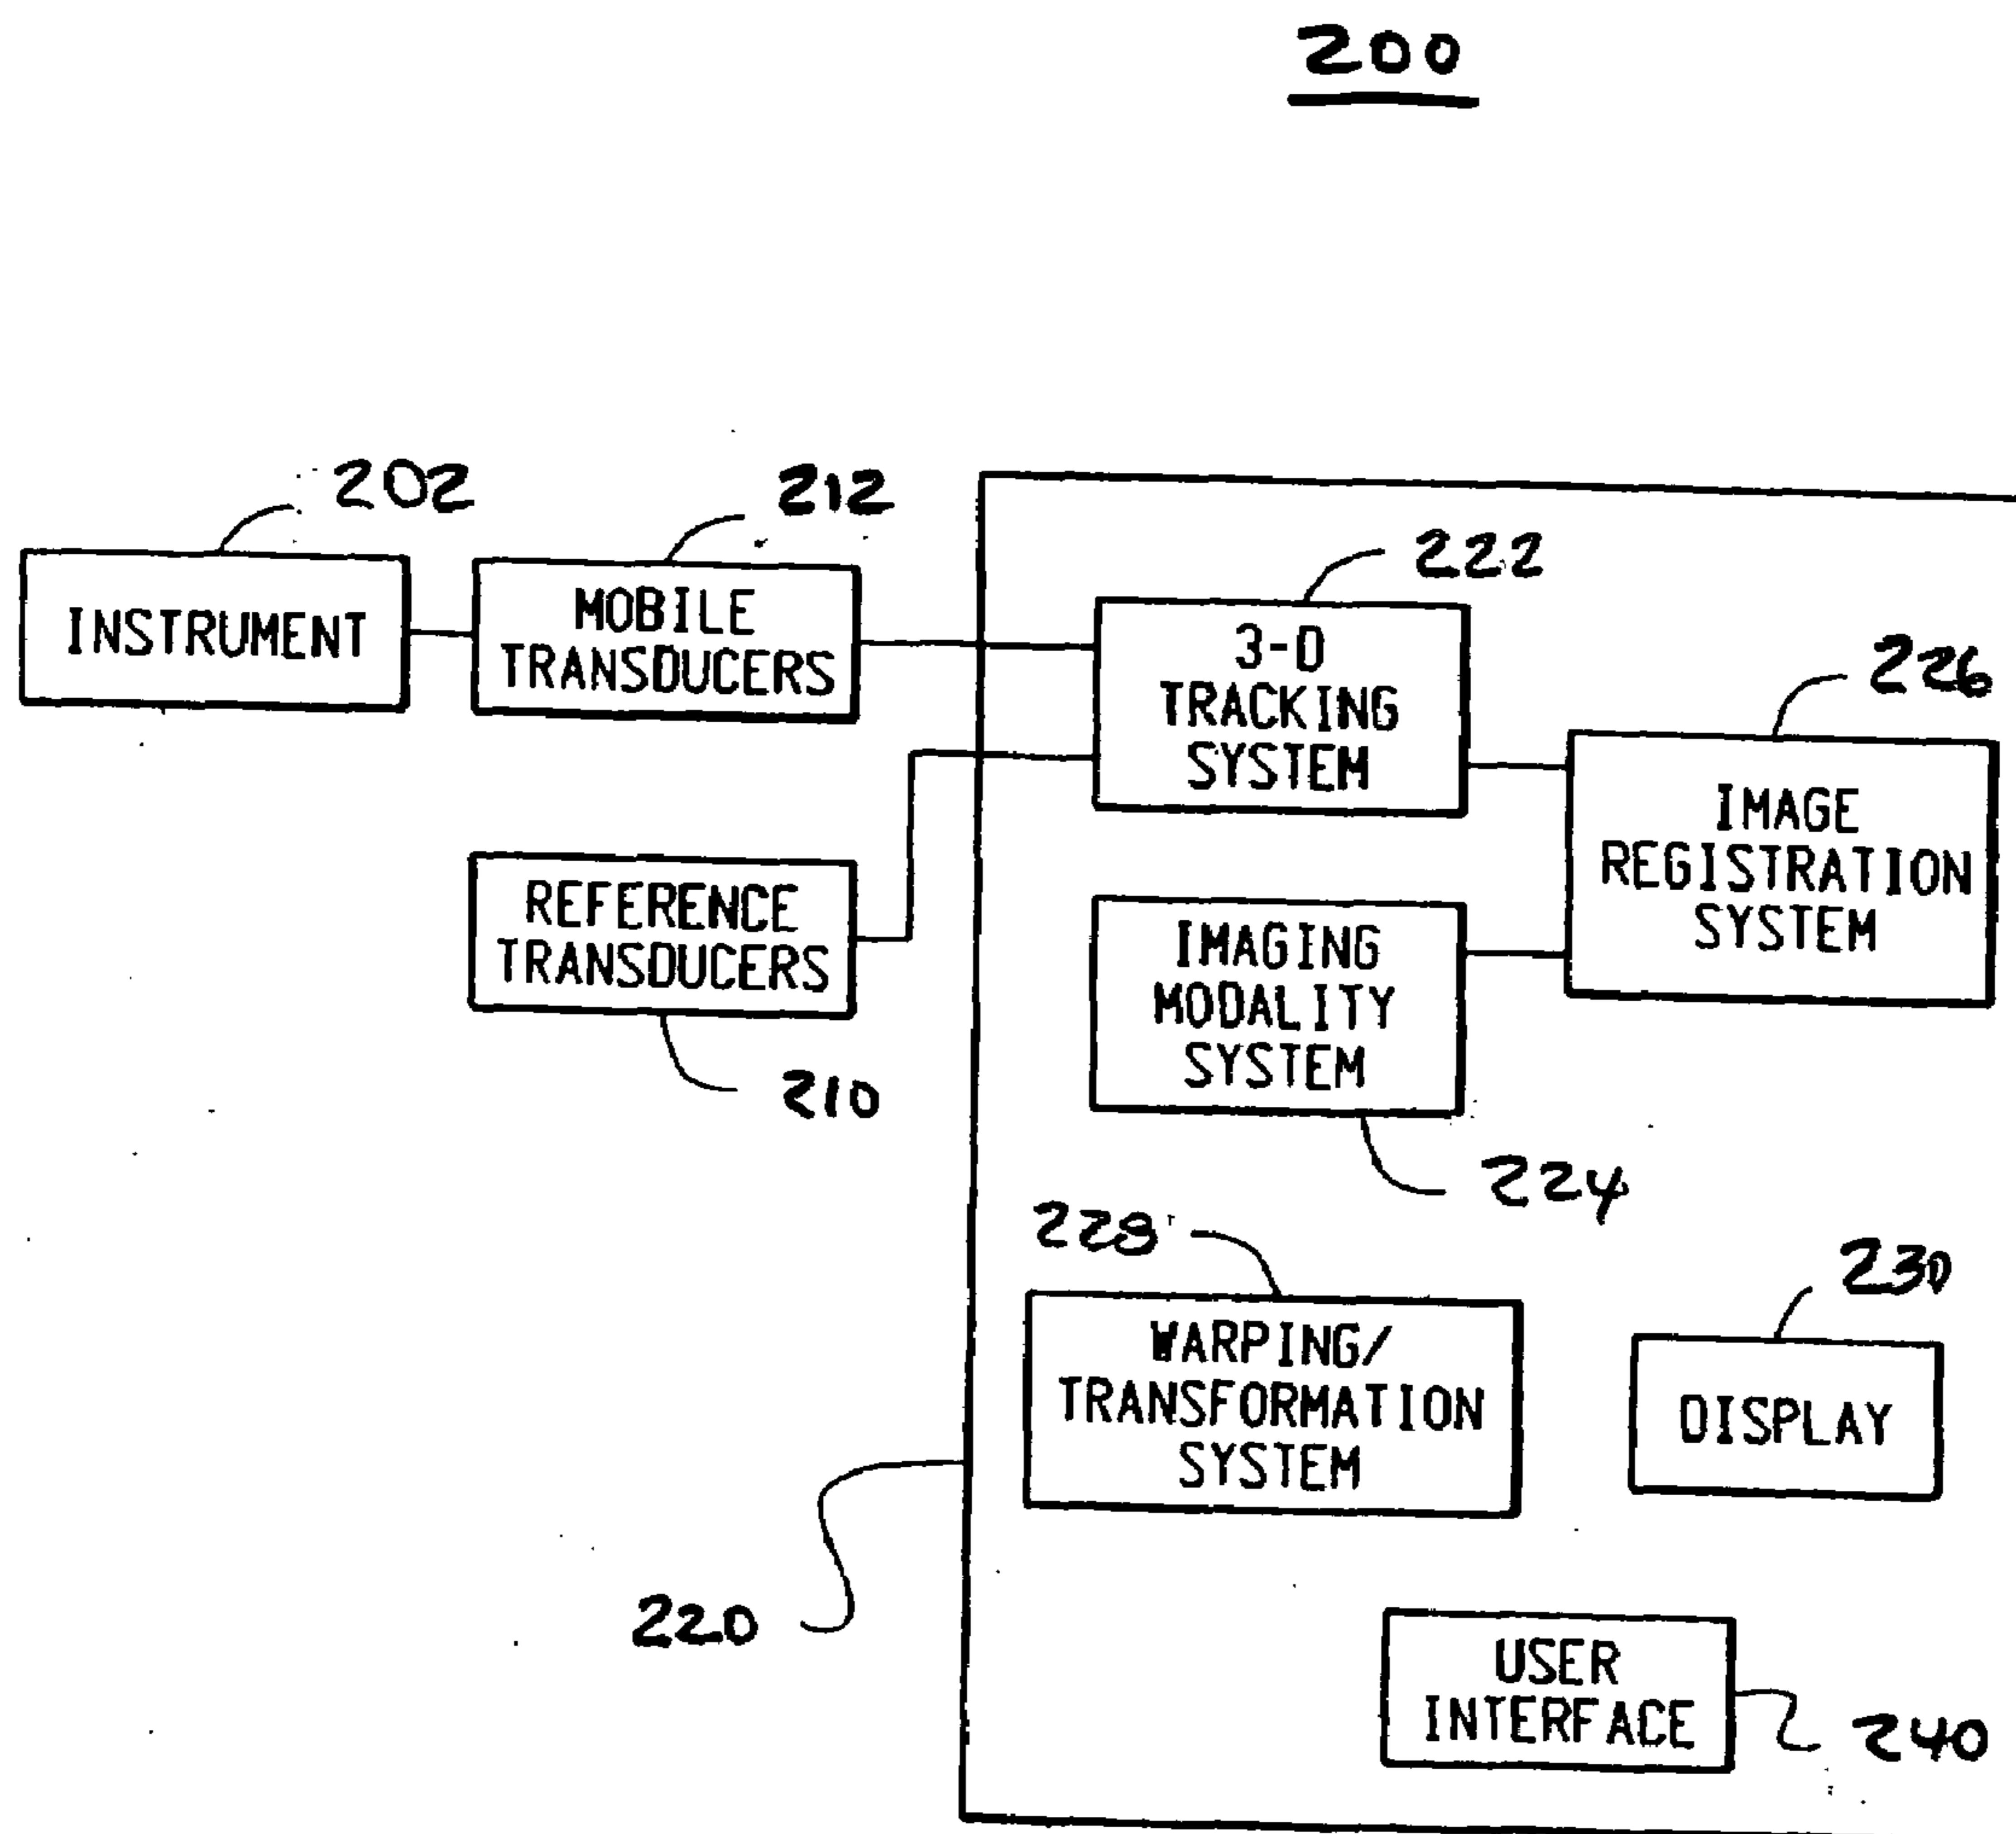 200
202
212
222
226
INSTRUMENT
MOBILE
TRANSDUCERS
3-D
TRACKING
SYSTEM
IMAGE
REGISTRATION
SYSTEM
REFERENCE
TRANSDUCERS
210
IMAGING
MODALITY
SYSTEM
224
228
230
WARPING/
TRANSFORMATION
SYSTEM
DISPLAY
220
USER
INTERFACE
240